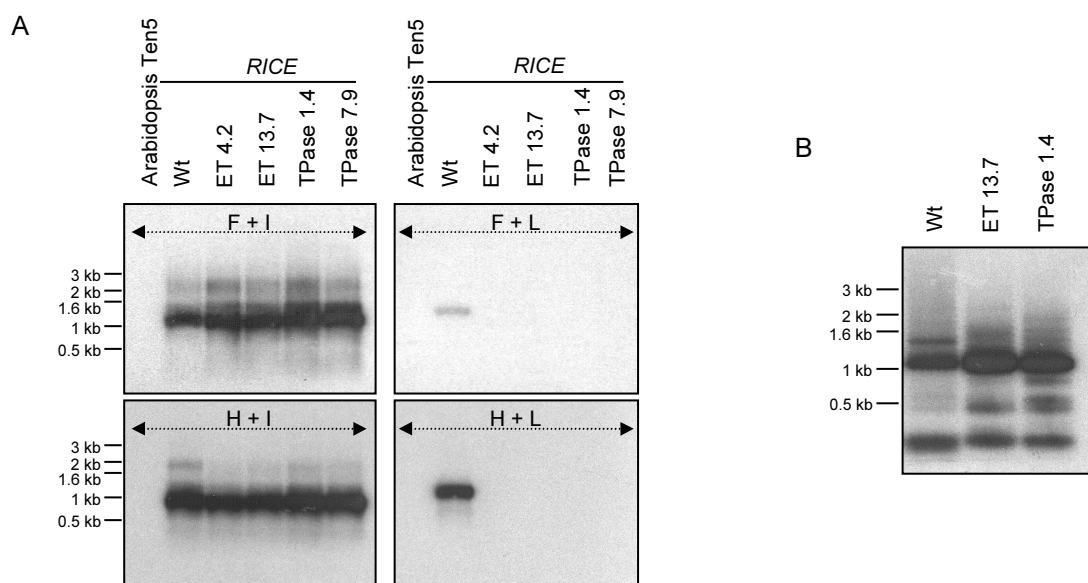 A
Arabidopsis Ten5
RICE
Wt
ET 4.2
ET 13.7
TPase 1.4
TPase 7.9
Arabidopsis Ten5
RICE
Wt
ET 4.2
ET 13.7
TPase 1.4
TPase 7.9
F + I
3 kb
2 kb
1.6 kb
1 kb
0.5 kb
F + L
H + I
3 kb
2 kb
1.6 kb
1 kb
0.5 kb
H + L
B
Wt
ET 13.7
TPase 1.4
3 kb
2 kb
1.6 kb
1 kb
0.5 kb